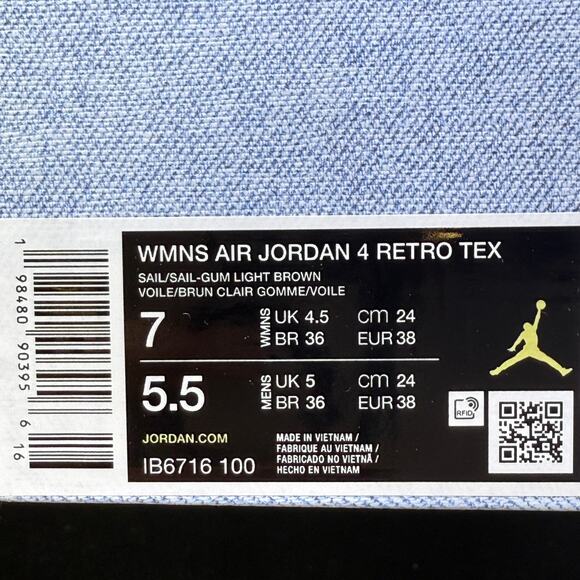 WMNS AIR JORDAN 4 RETRO TEX
SAIL/SAIL-GUM LIGHT BROWN
VOILE/BRUN CLAIR GOMME/VOILE
7 WMNS UK 4.5 cm 24
BR 36 EUR 38
5.5 MENS UK 5 cm 24
BR 36 EUR 38
JORDAN.COM
IB6716 100
MADE IN VIETNAM/
FABRIQUE AU VIETNAM/
FABRICADO NO VIETNÃ/
HECHO EN VIETNAM
RFID
1 98480 90395 6 16